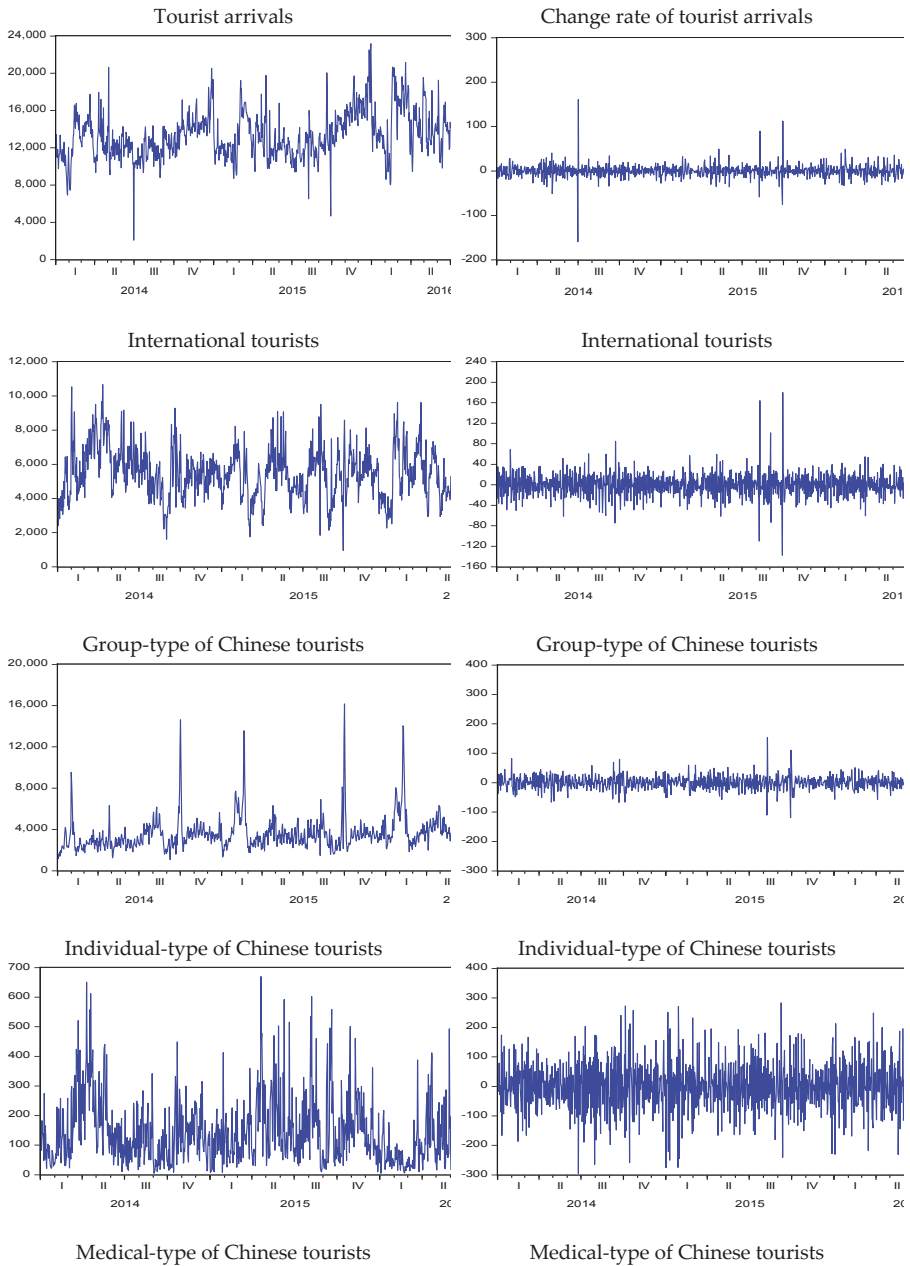 Tourist arrivals
24,000
20,000
16,000
12,000
8,000
4,000
0
I II III IV I II III IV I II
2014 2015 2016
Change rate of tourist arrivals
300
200
100
0
-100
-200
I II III IV I II III IV I II
2014 2015 201
International tourists
12,000
10,000
8,000
6,000
4,000
2,000
0
I II III IV I II III IV I II
2014 2015 2
International tourists
240
200
160
120
80
40
0
-40
-80
-120
-160
I II III IV I II III IV I II
2014 2015 201
Group-type of Chinese tourists
20,000
16,000
12,000
8,000
4,000
0
I II III IV I II III IV I II
2014 2015 2
Group-type of Chinese tourists
400
300
200
100
0
-100
-200
-300
I II III IV I II III IV I II
2014 2015 20
Individual-type of Chinese tourists
700
600
500
400
300
200
100
0
I II III IV I II III IV I II
2014 2015 20
Individual-type of Chinese tourists
400
300
200
100
0
-100
-200
-300
I II III IV I II III IV I II
2014 2015 20
Medical-type of Chinese tourists
Medical-type of Chinese tourists